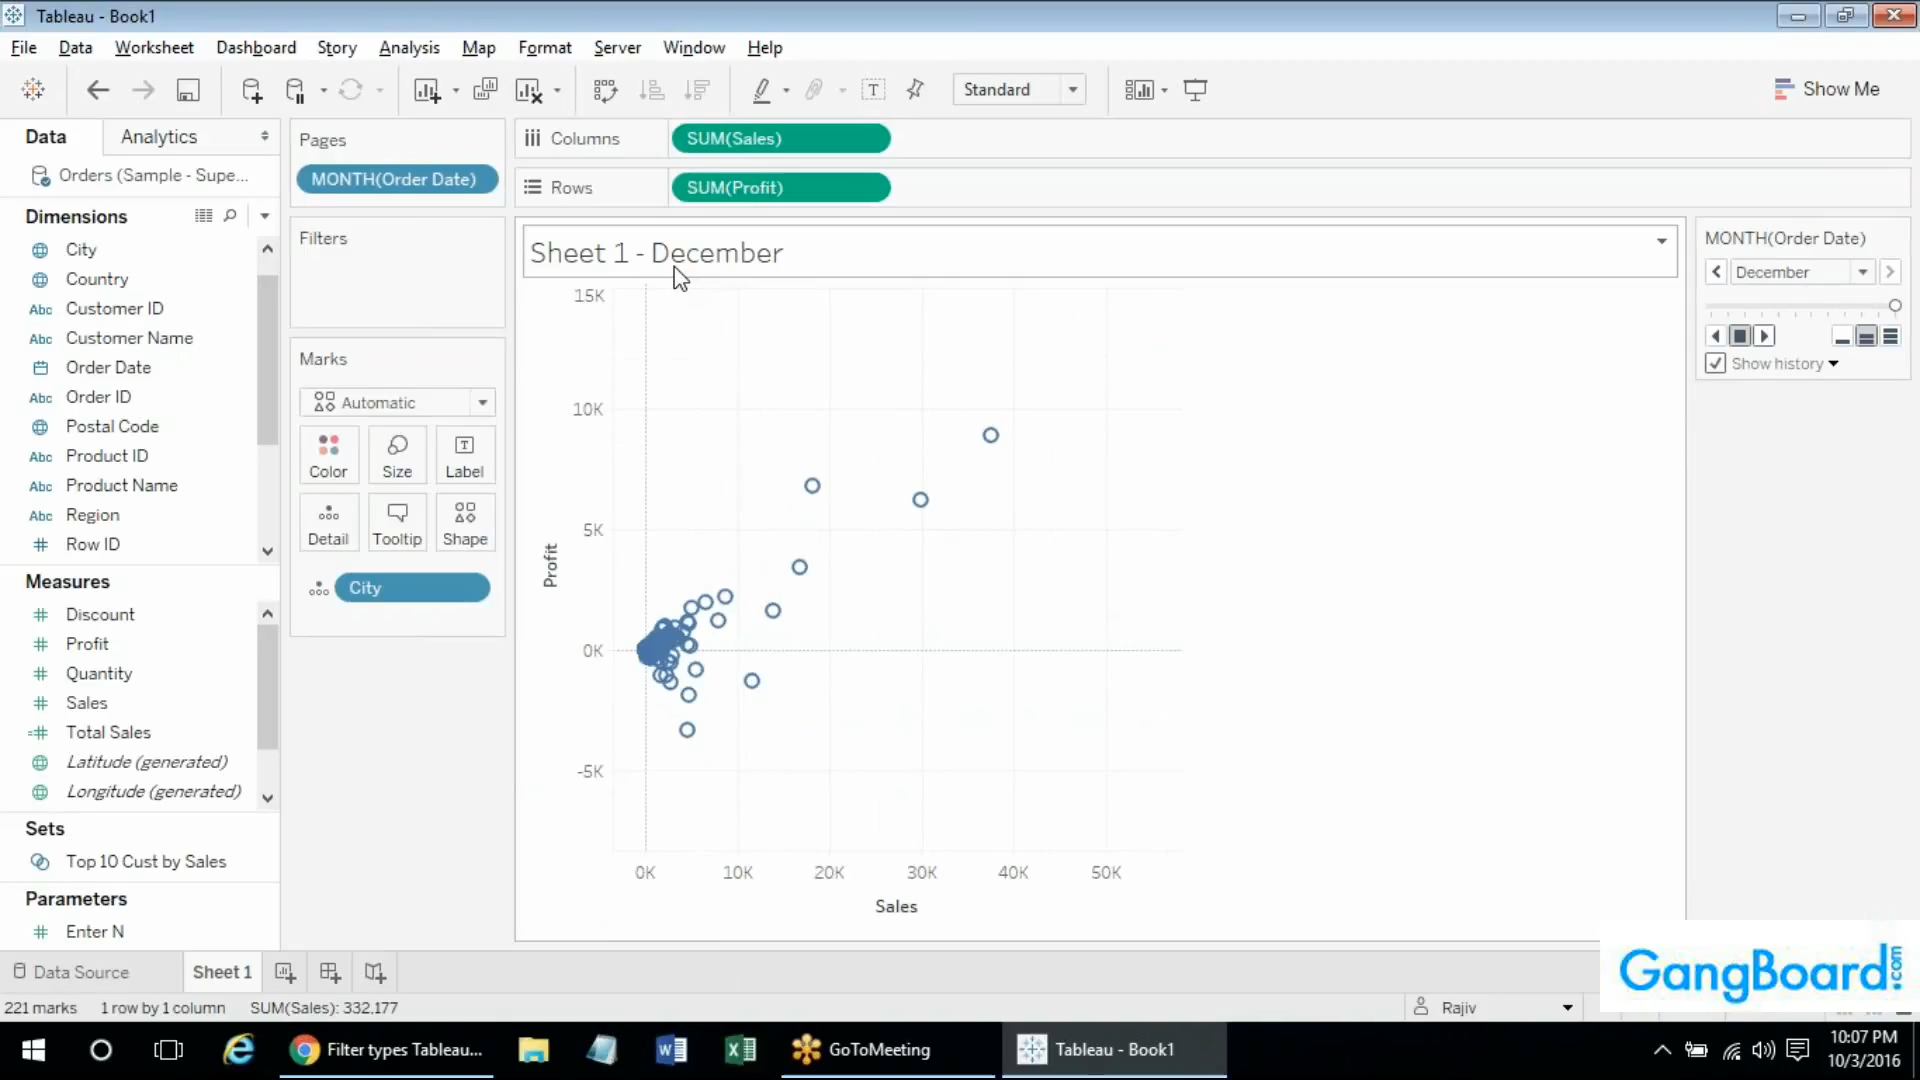 Tableau - Book1
File Data Worksheet Dashboard Story Analysis Map Format Server Window Help
Standard
Show Me
Data
Analytics
Orders (Sample - Supe...
Dimensions
City
Country
Abc Customer ID
Abc Customer Name
Order Date
Abc Order ID
Postal Code
Abc Product ID
Abc Product Name
Abc Region
# Row ID
Measures
# Discount
# Profit
# Quantity
# Sales
=# Total Sales
Latitude (generated)
Longitude (generated)
Sets
Top 10 Cust by Sales
Parameters
# Enter N
Pages
MONTH(Order Date)
Filters
Marks
Automatic
Color Size Label
Detail Tooltip Shape
City
Columns SUM(Sales)
Rows SUM(Profit)
Sheet 1 - December
15K
10K
5K
0K
-5K
Profit
0K 10K 20K 30K 40K 50K
Sales
MONTH(Order Date)
December
Show history
Data Source
Sheet 1
221 marks 1 row by 1 column SUM(Sales): 332,177
Rajiv
GangBoard.com
Filter types Tableau...
GoToMeeting
Tableau - Book1
10:07 PM
10/3/2016